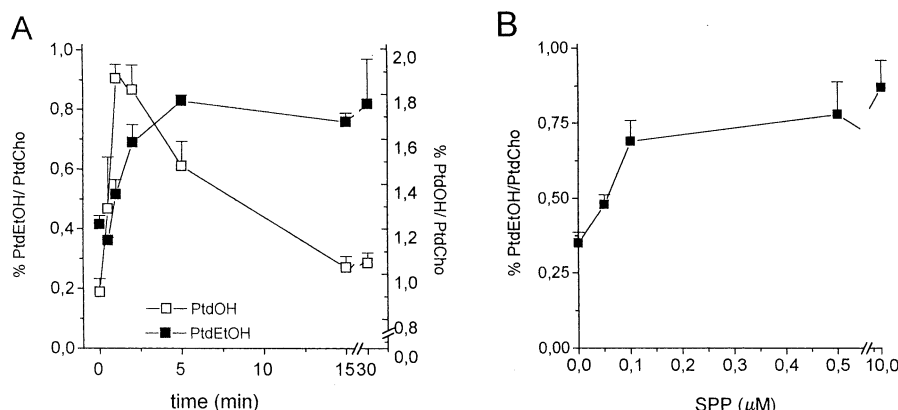 A
% PtdEtOH/ PtdCho
1,0
0,8
0,6
0,4
0,2
0,0
2,0
1,8
1,6
1,4
1,2
1,0
0,8
0,0
% PtdOH/ PtdCho
PtdOH
PtdEtOH
0 5 10 15 30
time (min)
B
% PtdEtOH/PtdCho
1,00
0,75
0,50
0,25
0,00
0,0 0,1 0,2 0,3 0,4 0,5 10,0
SPP (μM)